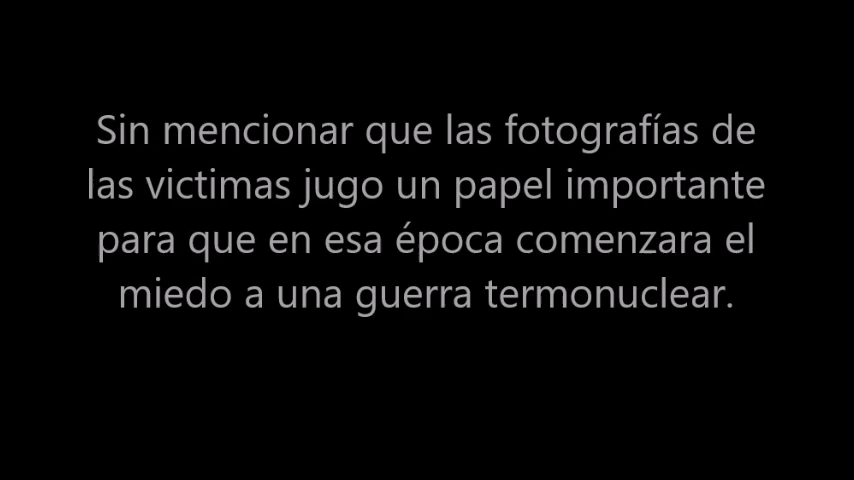 Sin mencionar que las fotografías de
las victimas jugo un papel importante
para que en esa época comenzara el
miedo a una guerra termonuclear.